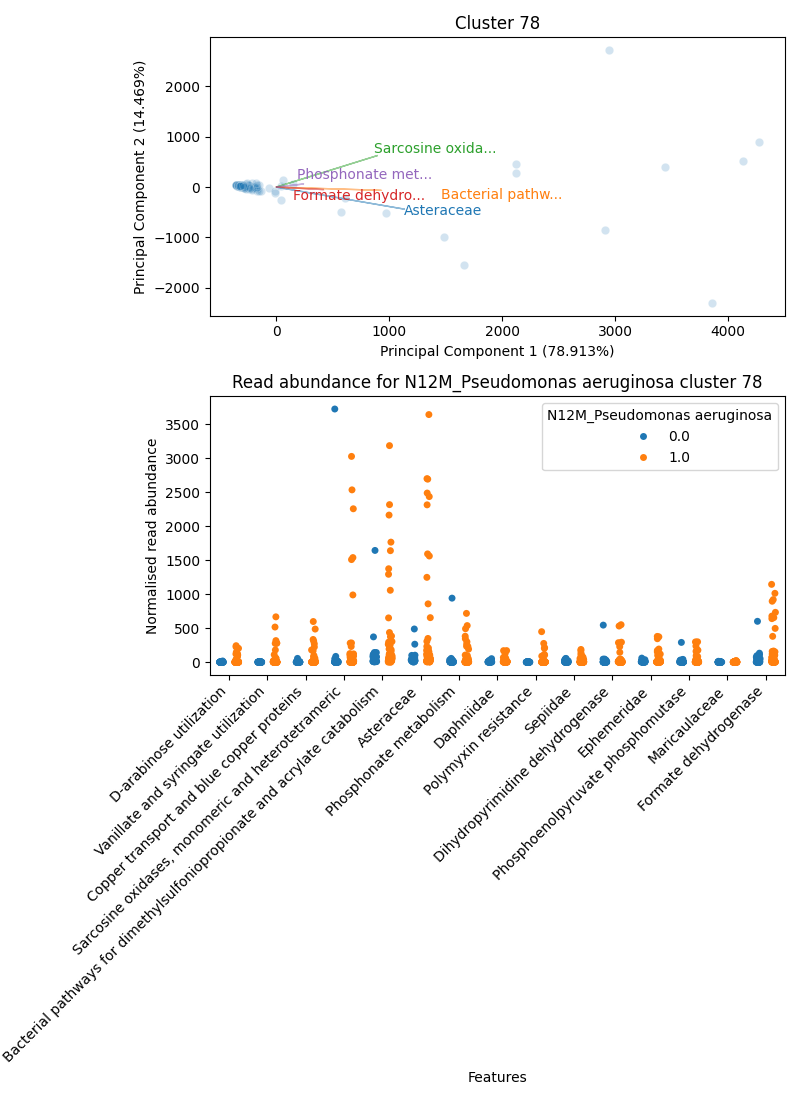 Cluster 78
Principal Component 2 (14.469%)
2000
1000
0
−1000
−2000
Sarcosine oxida...
Phosphonate met...
Formate dehydro...
Bacterial pathw...
Asteraceae
0
1000
2000
3000
4000
Principal Component 1 (78.913%)
Read abundance for N12M_Pseudomonas aeruginosa cluster 78
Normalised read abundance
3500
3000
2500
2000
1500
1000
500
0
N12M_Pseudomonas aeruginosa
0.0
1.0
D-arabinose utilization
Vanillate and syringate utilization
Copper transport and blue copper proteins
Sarcosine oxidases, monomeric and heterotetrameric
Bacterial pathways for dimethylsulfoniopropionate and acrylate catabolism
Asteraceae
Phosphonate metabolism
Daphniidae
Polymyxin resistance
Sepiidae
Dihydropyrimidine dehydrogenase
Ephemeridae
Phosphoenolpyruvate phosphomutase
Maricaulaceae
Formate dehydrogenase
Features